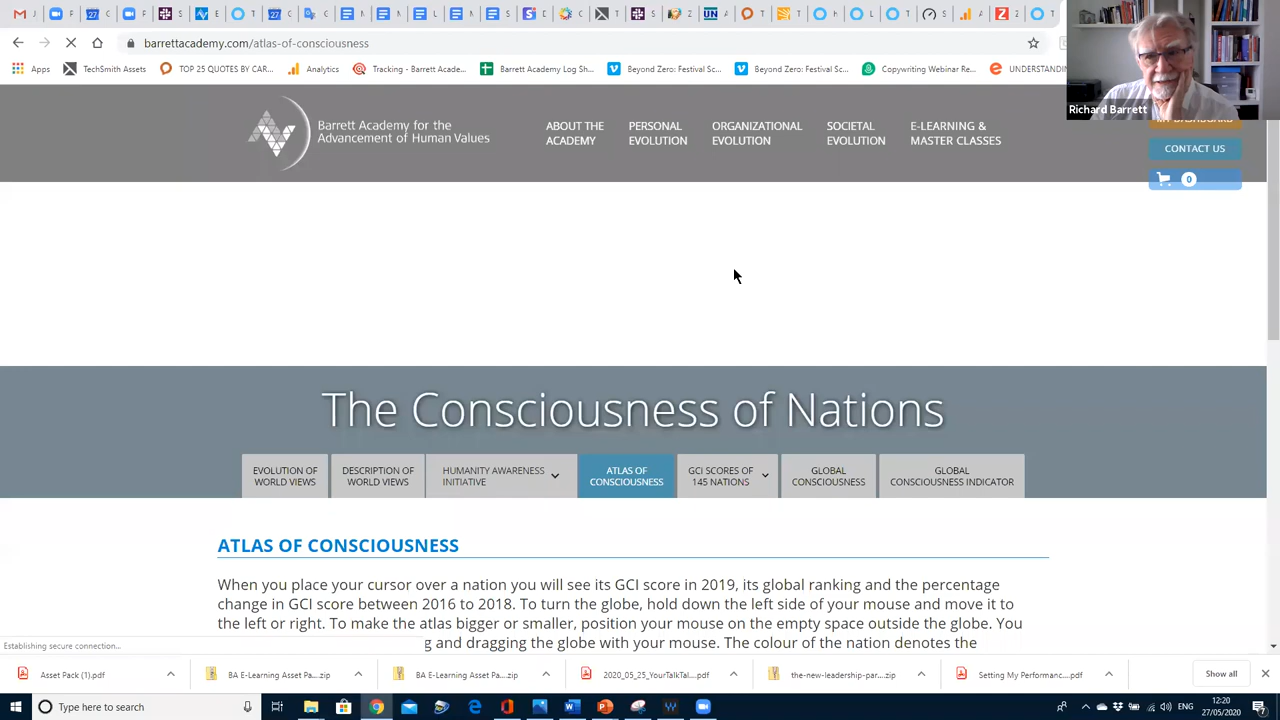 barrettacademy.com/atlas-of-consciousness
Apps
TechSmith Assets
TOP 25 QUOTES BY CAR...
Analytics
Tracking - Barrett Acade...
Barrett Academy Log Sh...
Beyond Zero: Festival Sc...
Beyond Zero: Festival Sc...
Copywriting Webinar Re...
UNDERSTANDING
Richard Barrett
Barrett Academy for the
Advancement of Human Values
ABOUT THE
ACADEMY
PERSONAL
EVOLUTION
ORGANIZATIONAL
EVOLUTION
SOCIETAL
EVOLUTION
E-LEARNING &
MASTER CLASSES
MY DASHBOARD
CONTACT US
0
The Consciousness of Nations
EVOLUTION OF
WORLD VIEWS
DESCRIPTION OF
WORLD VIEWS
HUMANITY AWARENESS
INITIATIVE
ATLAS OF
CONSCIOUSNESS
GCI SCORES OF
145 NATIONS
GLOBAL
CONSCIOUSNESS
GLOBAL
CONSCIOUSNESS INDICATOR
ATLAS OF CONSCIOUSNESS
When you place your cursor over a nation you will see its GCI score in 2019, its global ranking and the percentage
change in GCI score between 2016 to 2018. To turn the globe, hold down the left side of your mouse and move it to
the left or right. To make the atlas bigger or smaller, position your mouse on the empty space outside the globe. You
g and dragging the globe with your mouse. The colour of the nation denotes the
Establishing secure connection...
Asset Pack (1).pdf
BA E-Learning Asset Pa....zip
BA E-Learning Asset Pa....zip
2020_05_25_YourTalkTal....pdf
the-new-leadership-par....zip
Setting My Performanc....pdf
Show all
Type here to search
ENG
12:20
27/05/2020